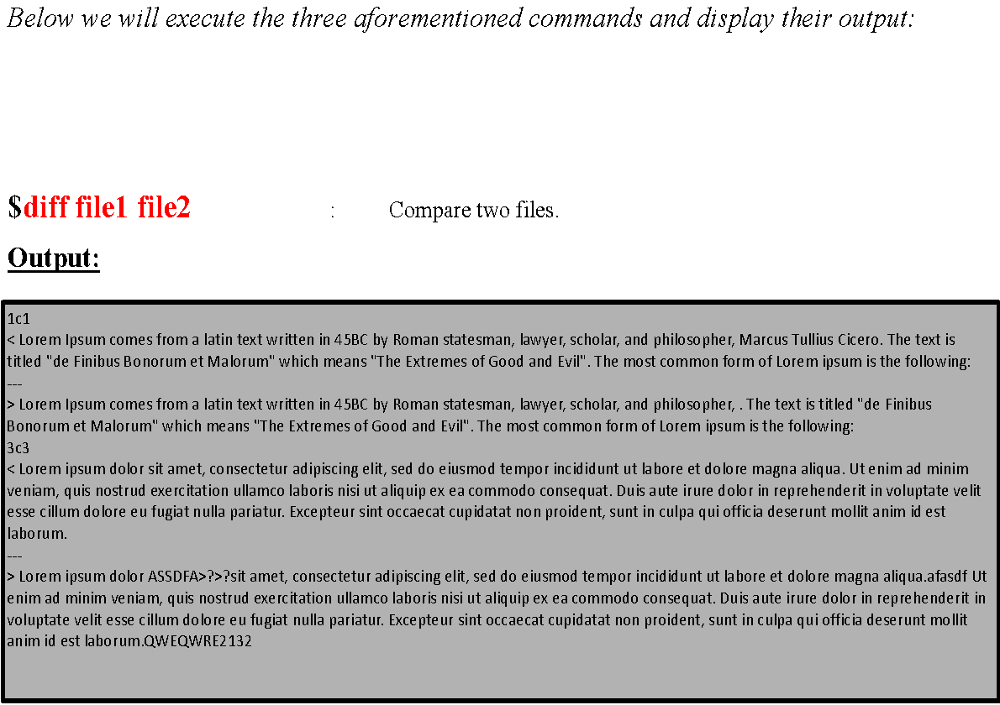 Below we will execute the three aforementioned commands and display their output:
$diff file1 file2 : Compare two files.
Output:
1c1
< Lorem Ipsum comes from a latin text written in 45BC by Roman statesman, lawyer, scholar, and philosopher, Marcus Tullius Cicero. The text is
titled "de Finibus Bonorum et Malorum" which means "The Extremes of Good and Evil". The most common form of Lorem ipsum is the following:
---
> Lorem Ipsum comes from a latin text written in 45BC by Roman statesman, lawyer, scholar, and philosopher, . The text is titled "de Finibus
Bonorum et Malorum" which means "The Extremes of Good and Evil". The most common form of Lorem ipsum is the following:
3c3
< Lorem ipsum dolor sit amet, consectetur adipiscing elit, sed do eiusmod tempor incididunt ut labore et dolore magna aliqua. Ut enim ad minim
veniam, quis nostrud exercitation ullamco laboris nisi ut aliquip ex ea commodo consequat. Duis aute irure dolor in reprehenderit in voluptate velit
esse cillum dolore eu fugiat nulla pariatur. Excepteur sint occaecat cupidatat non proident, sunt in culpa qui officia deserunt mollit anim id est
laborum.
---
> Lorem ipsum dolor ASSDFA>?>?sit amet, consectetur adipiscing elit, sed do eiusmod tempor incididunt ut labore et dolore magna aliqua.afasdf Ut
enim ad minim veniam, quis nostrud exercitation ullamco laboris nisi ut aliquip ex ea commodo consequat. Duis aute irure dolor in reprehenderit in
voluptate velit esse cillum dolore eu fugiat nulla pariatur. Excepteur sint occaecat cupidatat non proident, sunt in culpa qui officia deserunt mollit
anim id est laborum.QWEQWRE2132